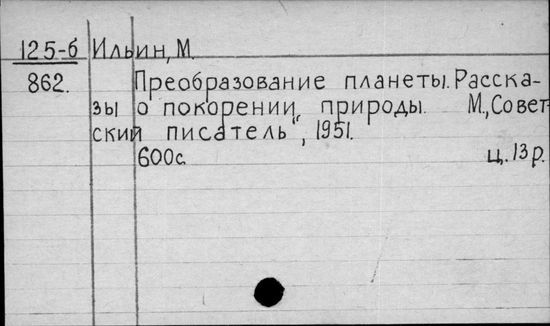 125-б Ильин, М.
862. Преобразование планеты. Расска-
зы о покорении природы. М., Совет-
ский писатель", 1951.
600с. ц. 13 р.